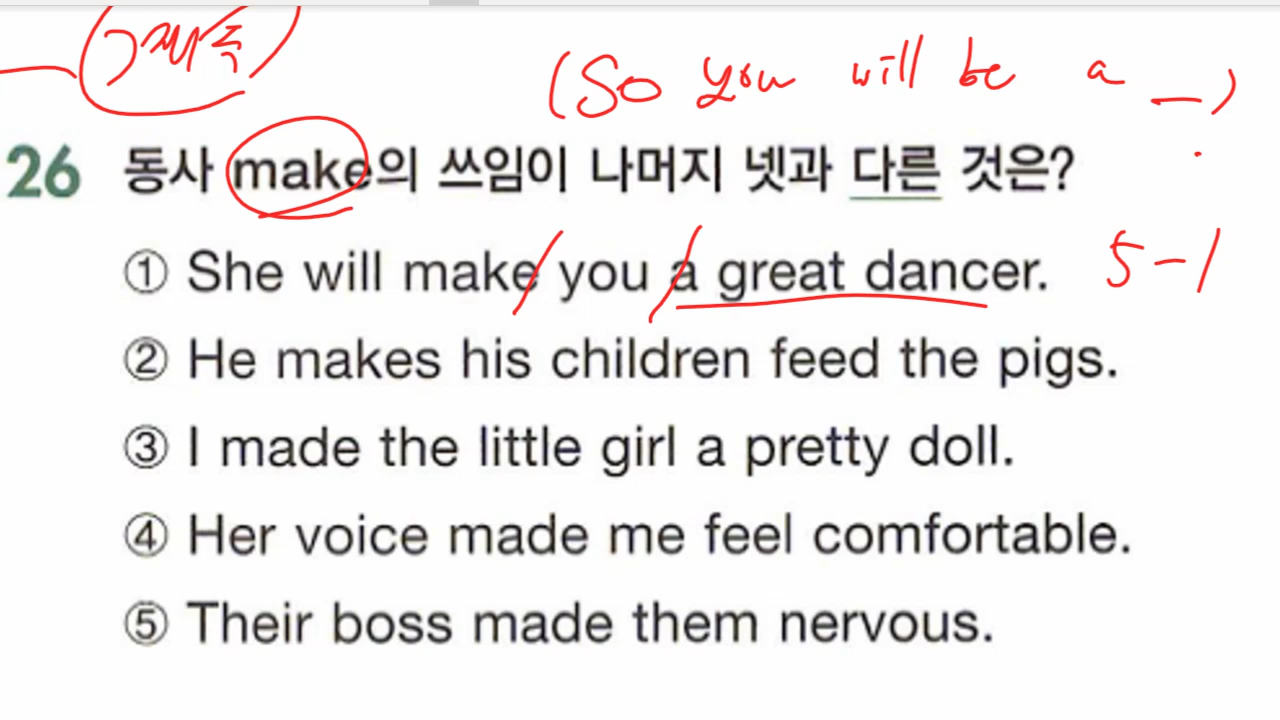 (So you will be a _)
26 동사 make의 쓰임이 나머지 넷과 다른 것은?
① She will make / you / a great dancer. 5-1
② He makes his children feed the pigs.
③ I made the little girl a pretty doll.
④ Her voice made me feel comfortable.
⑤ Their boss made them nervous.